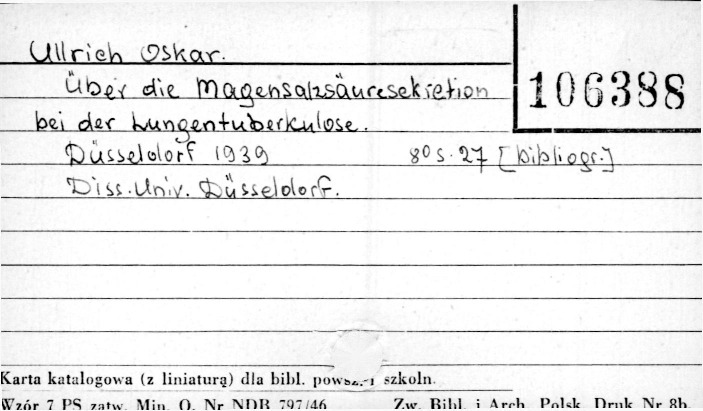 Ullrich Oskar.
106388
Über die Magensalzsäuresekretion
bei der Lungentuberkulose.
Düsseldorf 1939 8° s. 27 [bibliogr.]
Diss. Univ. Düsseldorf.
Karta katalogowa (z liniaturą) dla bibl. powsz. i szkoln.
Wzór 7 PS zatw. Min. O. Nr NDB 797/46 Zw. Bibl. i Arch. Polsk. Druk Nr 8b.